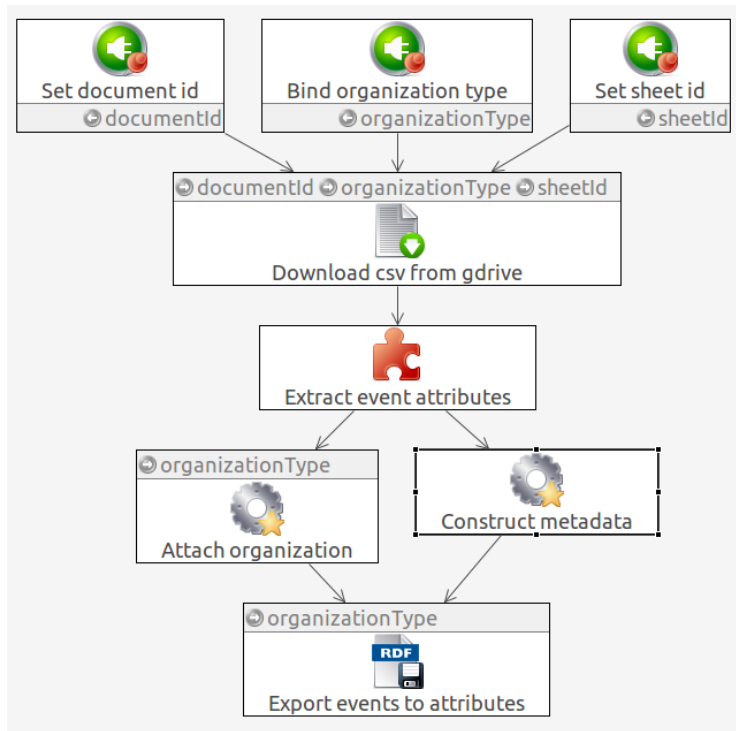 Set document id
Bind organization type
Set sheet id
documentId
organizationType
sheetId
documentId organizationType sheetId
Download csv from gdrive
Extract event attributes
organizationType
Attach organization
Construct metadata
organizationType
RDF
Export events to attributes